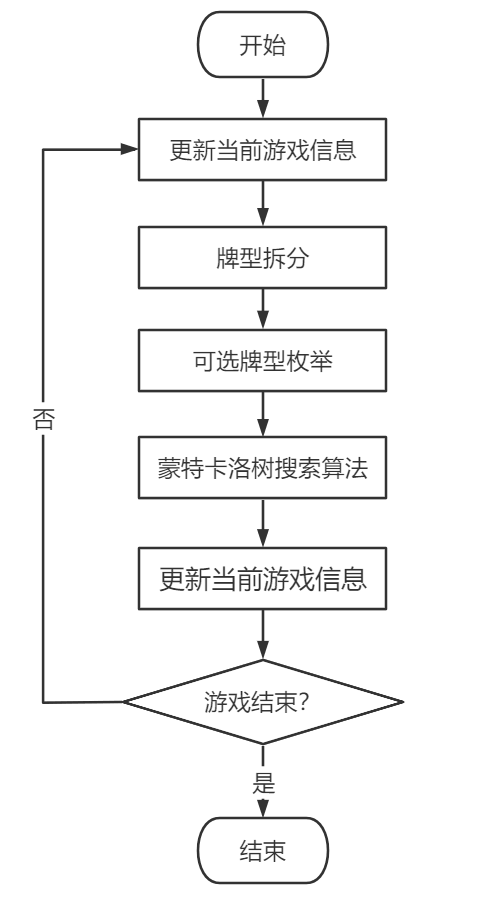 开始
更新当前游戏信息
牌型拆分
可选牌型枚举
否
蒙特卡洛树搜索算法
更新当前游戏信息
游戏结束?
是
结束